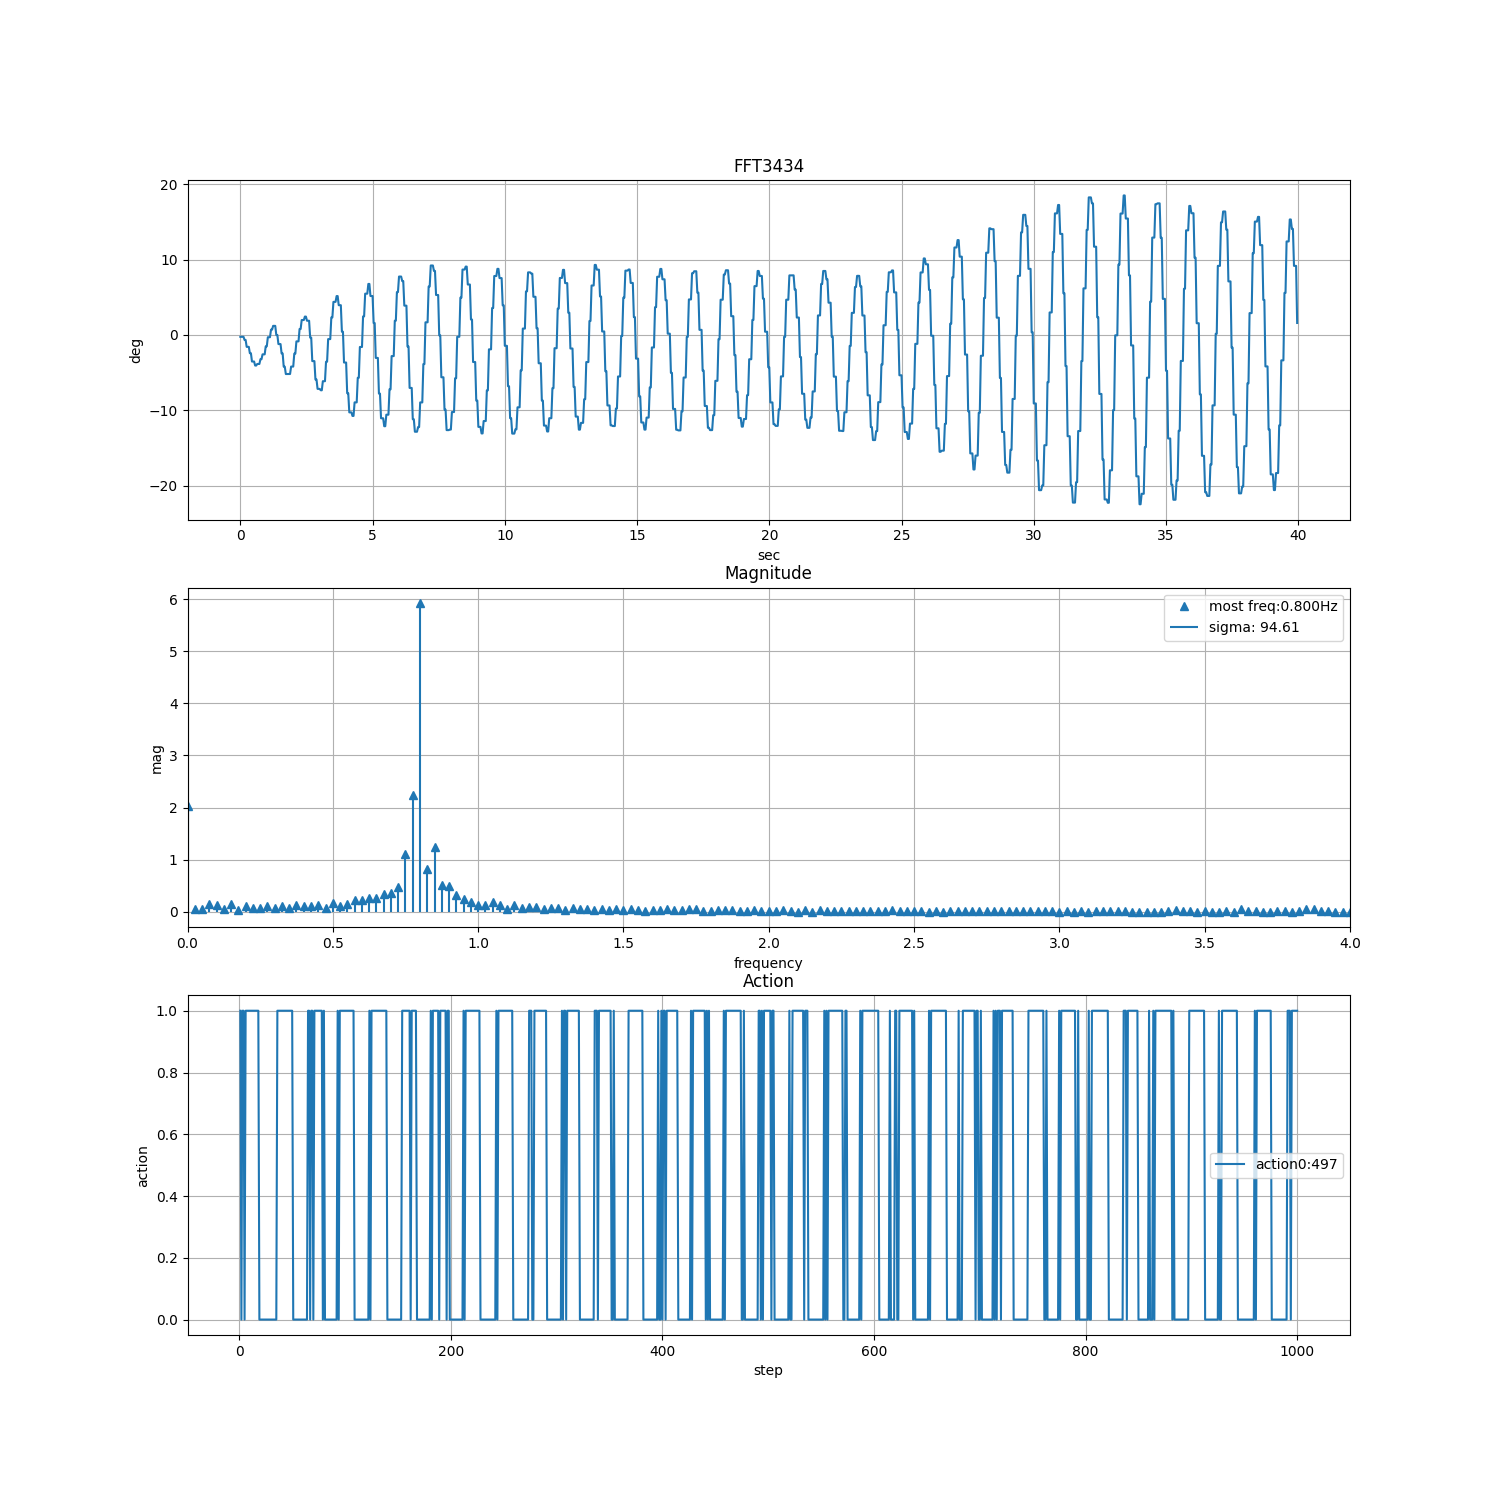 FFT3434
20
10
0
−10
−20
deg
0 5 10 15 20 25 30 35 40
sec
Magnitude
6
5
4
3
2
1
0
mag
most freq:0.800Hz
sigma: 94.61
0.0 0.5 1.0 1.5 2.0 2.5 3.0 3.5 4.0
frequency
Action
1.0
0.8
0.6
0.4
0.2
0.0
action
action0:497
0 200 400 600 800 1000
step